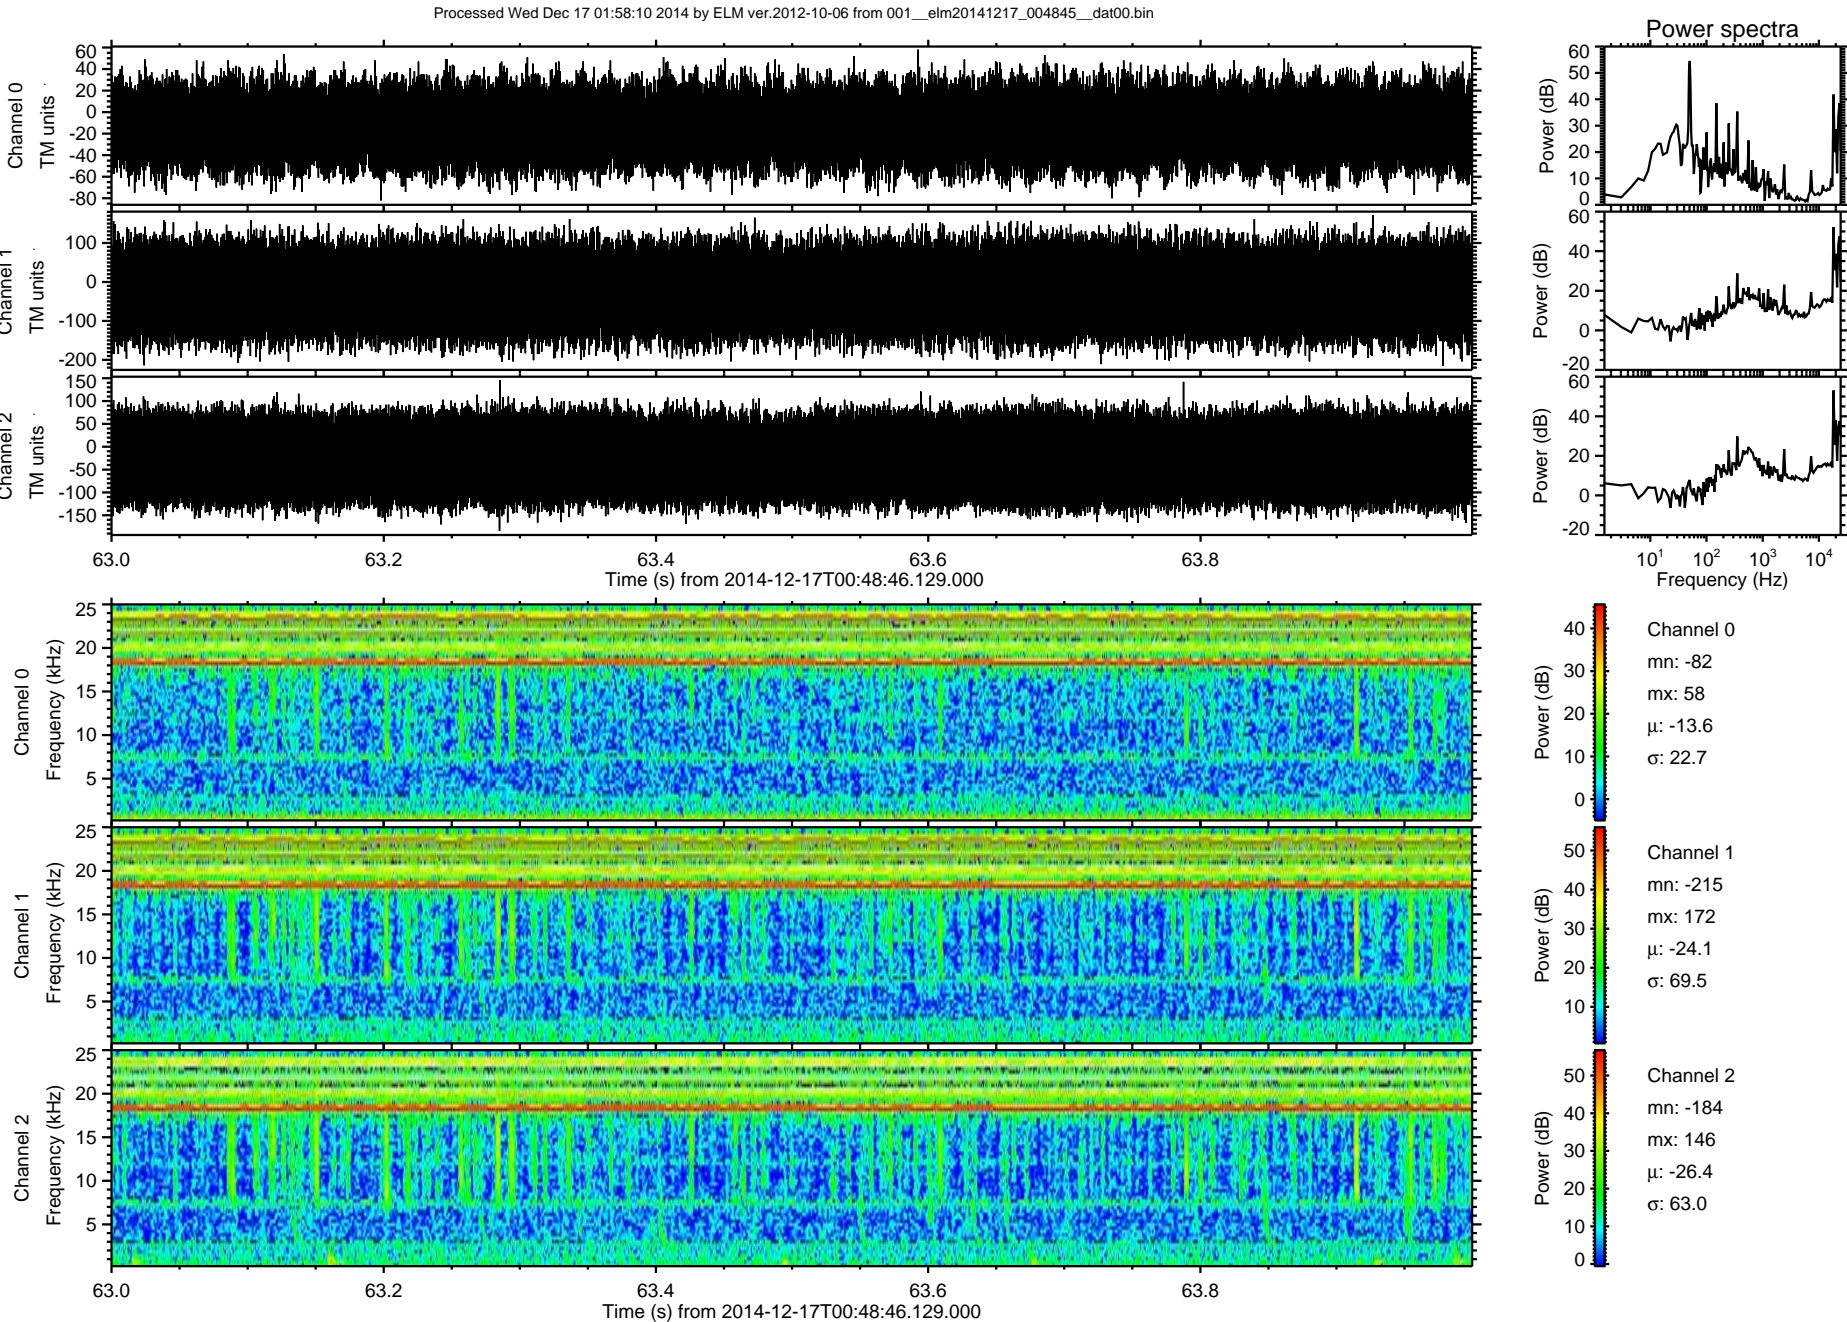 Processed Wed Dec 17 01:58:10 2014 by ELM ver.2012-10-06 from 001__elm20141217_004845__dat00.bin
Power spectra
Channel 0
TM units
60
40
20
0
-20
-40
-60
-80
Power (dB)
60
50
40
30
20
10
0
Channel 1
TM units
100
0
-100
-200
Power (dB)
60
40
20
0
-20
Channel 2
TM units
150
100
50
0
-50
-100
-150
Power (dB)
60
40
20
0
-20
63.0 63.2 63.4 63.6 63.8
Time (s) from 2014-12-17T00:48:46.129.000
10^1 10^2 10^3 10^4
Frequency (Hz)
Channel 0
Frequency (kHz)
25
20
15
10
5
Power (dB)
40
30
20
10
0
Channel 0
mn: -82
mx: 58
μ: -13.6
σ: 22.7
Channel 1
Frequency (kHz)
25
20
15
10
5
Power (dB)
50
40
30
20
10
Channel 1
mn: -215
mx: 172
μ: -24.1
σ: 69.5
Channel 2
Frequency (kHz)
25
20
15
10
5
Power (dB)
50
40
30
20
10
0
Channel 2
mn: -184
mx: 146
μ: -26.4
σ: 63.0
63.0 63.2 63.4 63.6 63.8
Time (s) from 2014-12-17T00:48:46.129.000